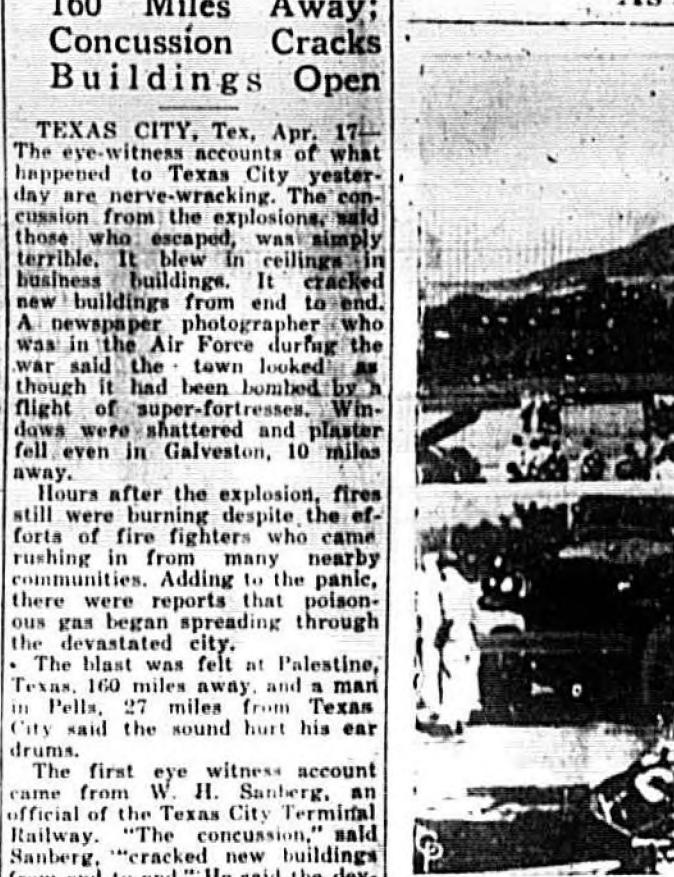 160 Miles Away;
Concussion Cracks
Buildings Open
TEXAS CITY, Tex, Apr. 17—
The eye-witness accounts of what
happened to Texas City yester-
day are nerve-wracking. The con-
cussion from the explosions, said
those who escaped, was simply
terrible. It blew in ceilings in
business buildings. It cracked
new buildings from end to end.
A newspaper photographer who
was in the Air Force during the
war said the town looked as
though it had been bombed by a
flight of super-fortresses. Win-
dows were shattered and plaster
fell even in Galveston, 10 miles
away.
Hours after the explosion, fires
still were burning despite the ef-
forts of fire fighters who came
rushing in from many nearby
communities. Adding to the panic,
there were reports that poison-
ous gas began spreading through
the devastated city.
The blast was felt at Palestine,
Texas, 160 miles away, and a man
in Pells, 27 miles from Texas
City said the sound hurt his ear
drums.
The first eye witness account
came from W. H. Sanberg, an
official of the Texas City Terminal
Railway. "The concussion," said
Sanberg, "cracked new buildings
from end to end." He said the dev-